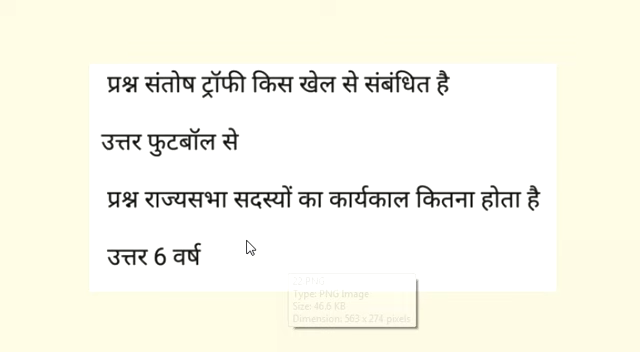 प्रश्न संतोष ट्रॉफी किस खेल से संबंधित है
उत्तर फुटबॉल से
प्रश्न राज्यसभा सदस्यों का कार्यकाल कितना होता है
उत्तर 6 वर्ष
Type: PNG Image
Size: 46.6 KB
Dimensions: 563 x 274 pixels